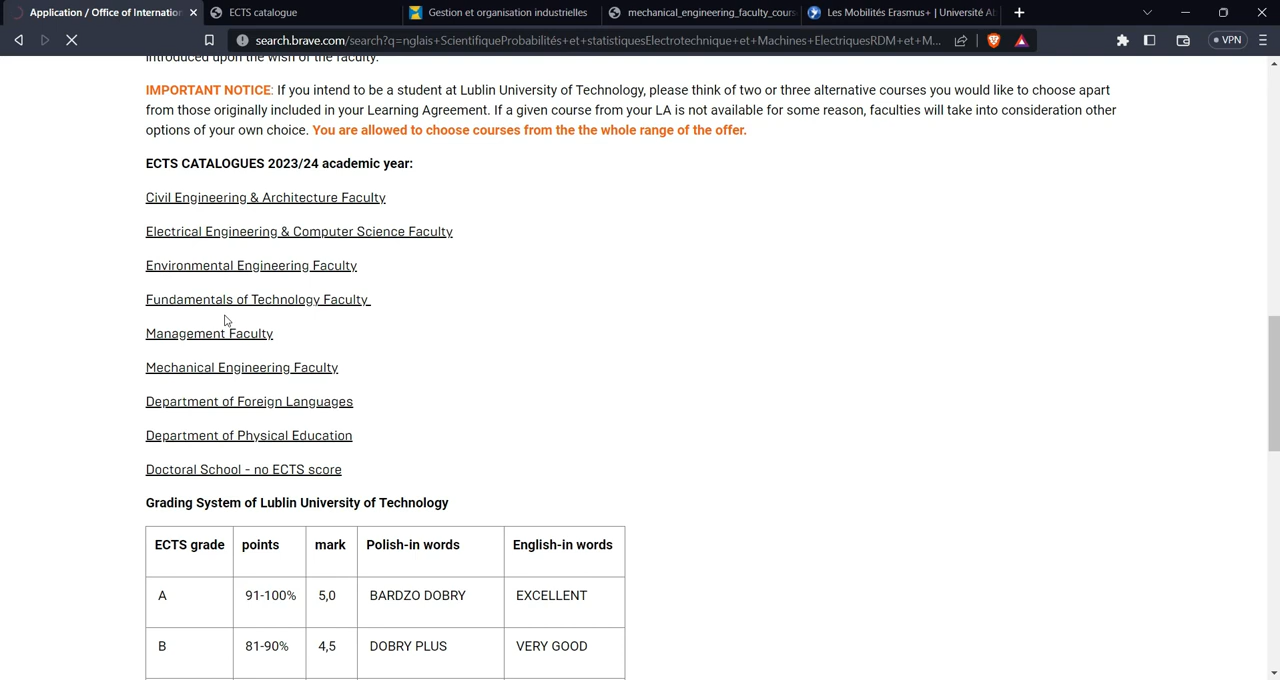 Application / Office of Internation
ECTS catalogue
Gestion et organisation industrielles
mechanical_engineering_faculty_cours
Les Mobilités Erasmus+ | Université Ab
search.brave.com/search?q=nglais+ScientifiqueProbabilités+et+statistiquesElectrotechnique+et+Machines+ElectriquesRDM+et+M...
VPN
introduced upon the wish of the faculty.
IMPORTANT NOTICE: If you intend to be a student at Lublin University of Technology, please think of two or three alternative courses you would like to choose apart
from those originally included in your Learning Agreement. If a given course from your LA is not available for some reason, faculties will take into consideration other
options of your own choice. You are allowed to choose courses from the the whole range of the offer.
ECTS CATALOGUES 2023/24 academic year:
Civil Engineering & Architecture Faculty
Electrical Engineering & Computer Science Faculty
Environmental Engineering Faculty
Fundamentals of Technology Faculty
Management Faculty
Mechanical Engineering Faculty
Department of Foreign Languages
Department of Physical Education
Doctoral School - no ECTS score
Grading System of Lublin University of Technology
ECTS grade points mark Polish-in words English-in words
A 91-100% 5,0 BARDZO DOBRY EXCELLENT
B 81-90% 4,5 DOBRY PLUS VERY GOOD